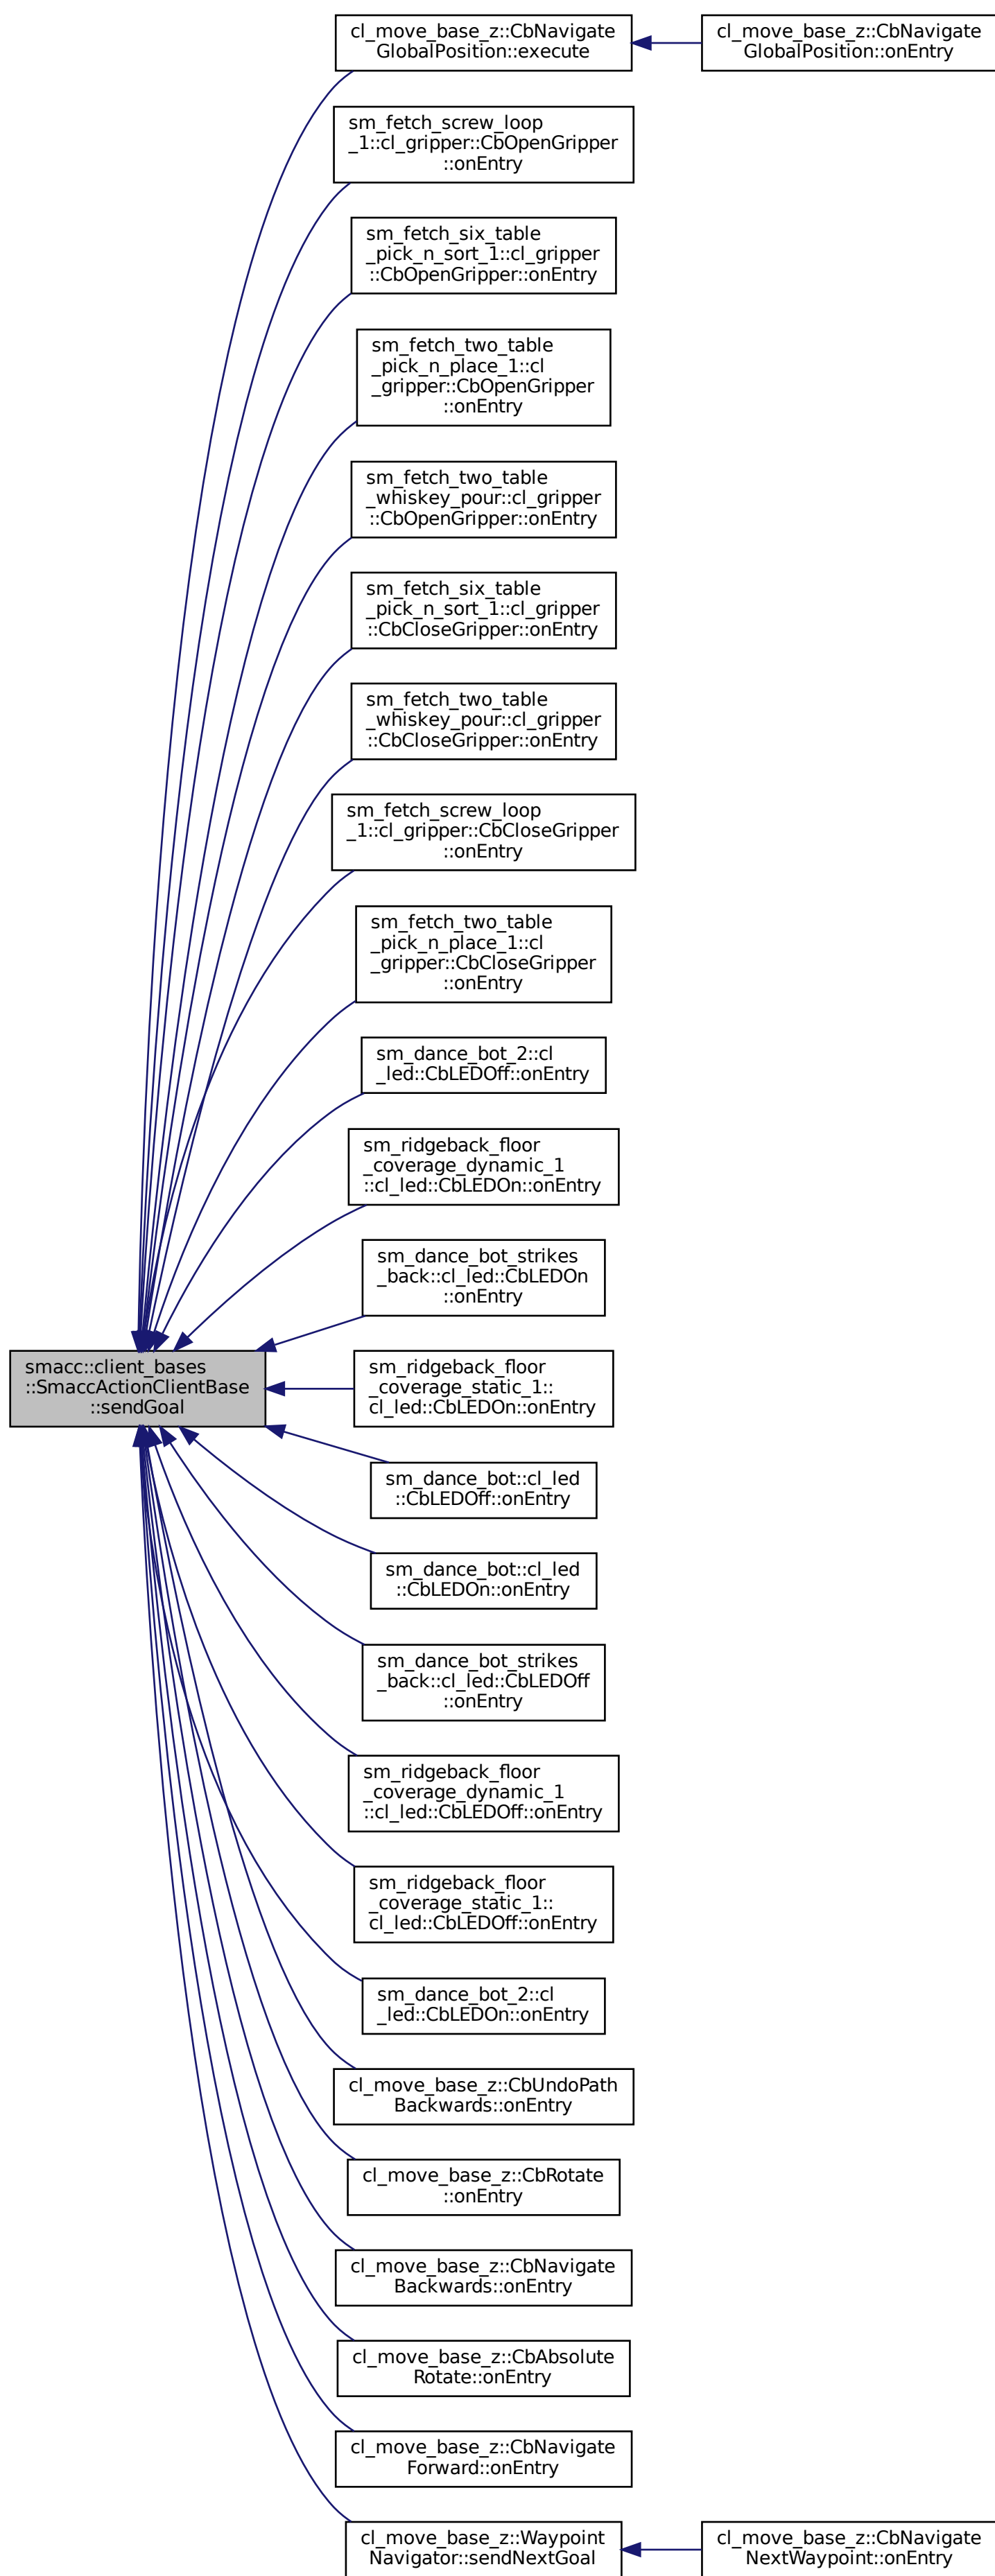 cl_move_base_z::CbNavigate
GlobalPosition::execute
cl_move_base_z::CbNavigate
GlobalPosition::onEntry
sm_fetch_screw_loop
_1::cl_gripper::CbOpenGripper
::onEntry
sm_fetch_six_table
_pick_n_sort_1::cl_gripper
::CbOpenGripper::onEntry
sm_fetch_two_table
_pick_n_place_1::cl
_gripper::CbOpenGripper
::onEntry
sm_fetch_two_table
_whiskey_pour::cl_gripper
::CbOpenGripper::onEntry
sm_fetch_six_table
_pick_n_sort_1::cl_gripper
::CbCloseGripper::onEntry
sm_fetch_two_table
_whiskey_pour::cl_gripper
::CbCloseGripper::onEntry
sm_fetch_screw_loop
_1::cl_gripper::CbCloseGripper
::onEntry
sm_fetch_two_table
_pick_n_place_1::cl
_gripper::CbCloseGripper
::onEntry
sm_dance_bot_2::cl
_led::CbLEDOff::onEntry
sm_ridgeback_floor
_coverage_dynamic_1
::cl_led::CbLEDOn::onEntry
sm_dance_bot_strikes
_back::cl_led::CbLEDOn
::onEntry
smacc::client_bases
::SmaccActionClientBase
::sendGoal
sm_ridgeback_floor
_coverage_static_1::
cl_led::CbLEDOn::onEntry
sm_dance_bot::cl_led
::CbLEDOff::onEntry
sm_dance_bot::cl_led
::CbLEDOn::onEntry
sm_dance_bot_strikes
_back::cl_led::CbLEDOff
::onEntry
sm_ridgeback_floor
_coverage_dynamic_1
::cl_led::CbLEDOff::onEntry
sm_ridgeback_floor
_coverage_static_1::
cl_led::CbLEDOff::onEntry
sm_dance_bot_2::cl
_led::CbLEDOn::onEntry
cl_move_base_z::CbUndoPath
Backwards::onEntry
cl_move_base_z::CbRotate
::onEntry
cl_move_base_z::CbNavigate
Backwards::onEntry
cl_move_base_z::CbAbsolute
Rotate::onEntry
cl_move_base_z::CbNavigate
Forward::onEntry
cl_move_base_z::Waypoint
Navigator::sendNextGoal
cl_move_base_z::CbNavigate
NextWaypoint::onEntry